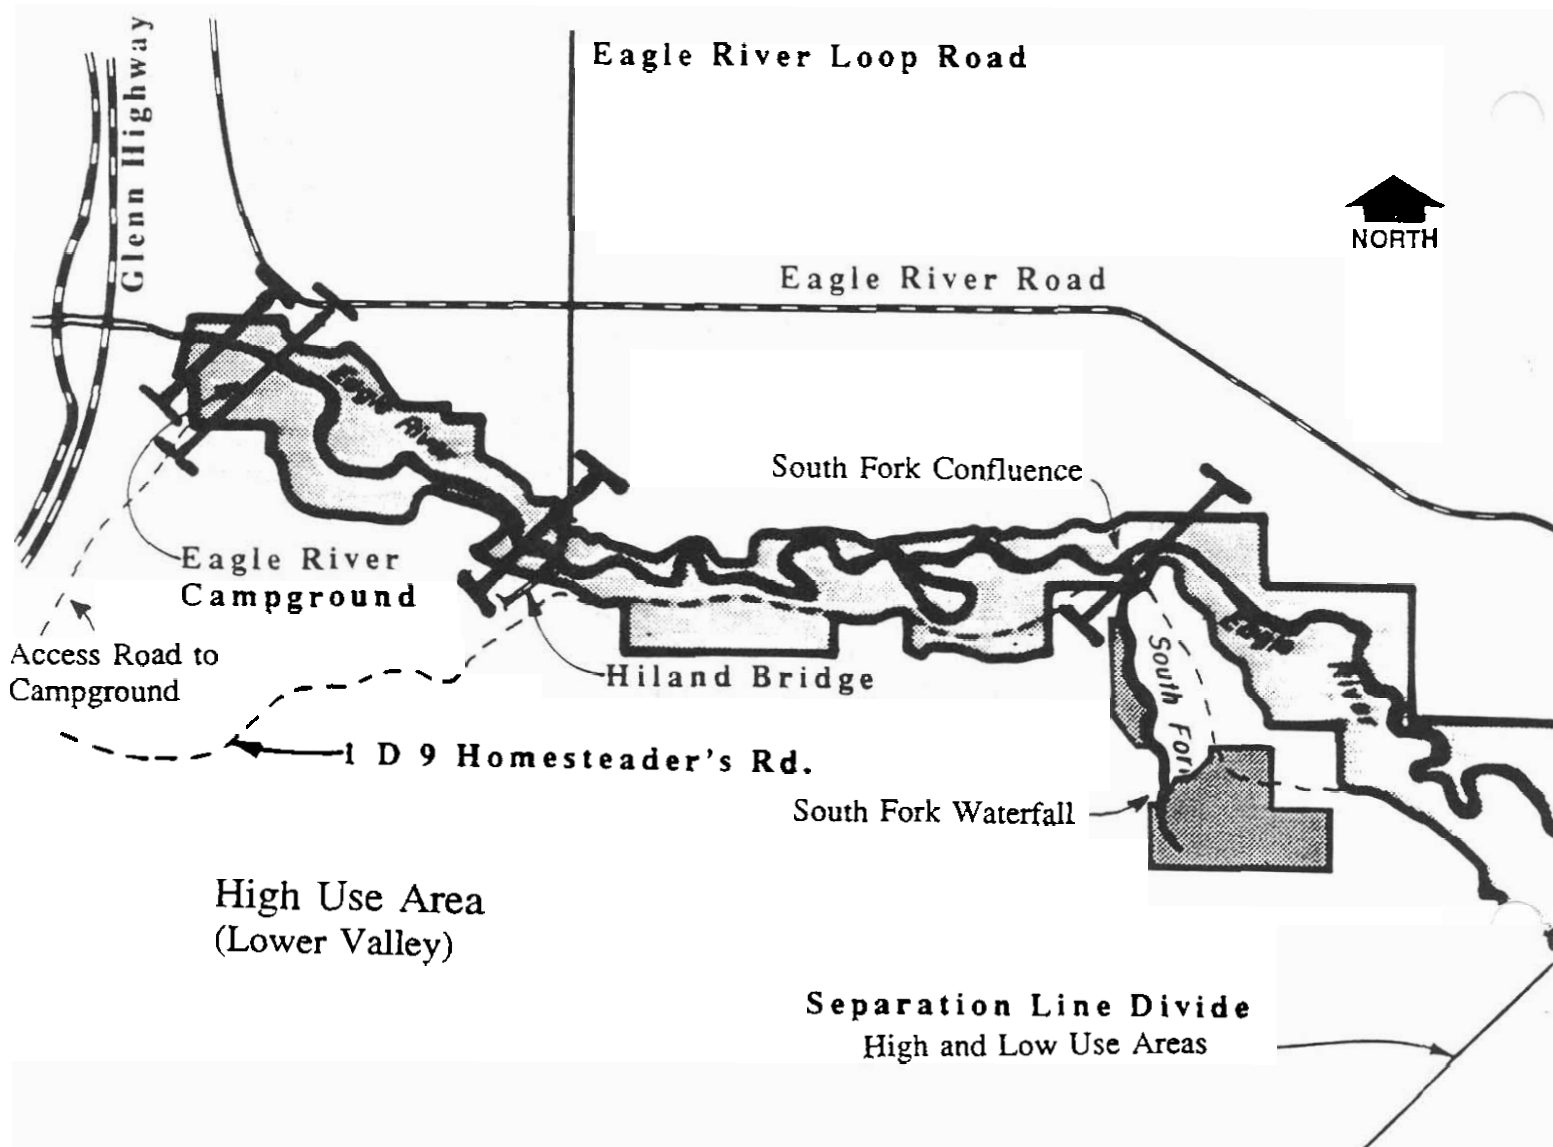 Glenn Highway
Eagle River Loop Road
NORTH
Eagle River Road
Eagle
River
South Fork Confluence
Eagle River
Campground
Access Road to
Campground
Hiland Bridge
South Fork
Eagle
River
1 D 9 Homesteader's Rd.
South Fork Waterfall
High Use Area
(Lower Valley)
Separation Line Divide
High and Low Use Areas